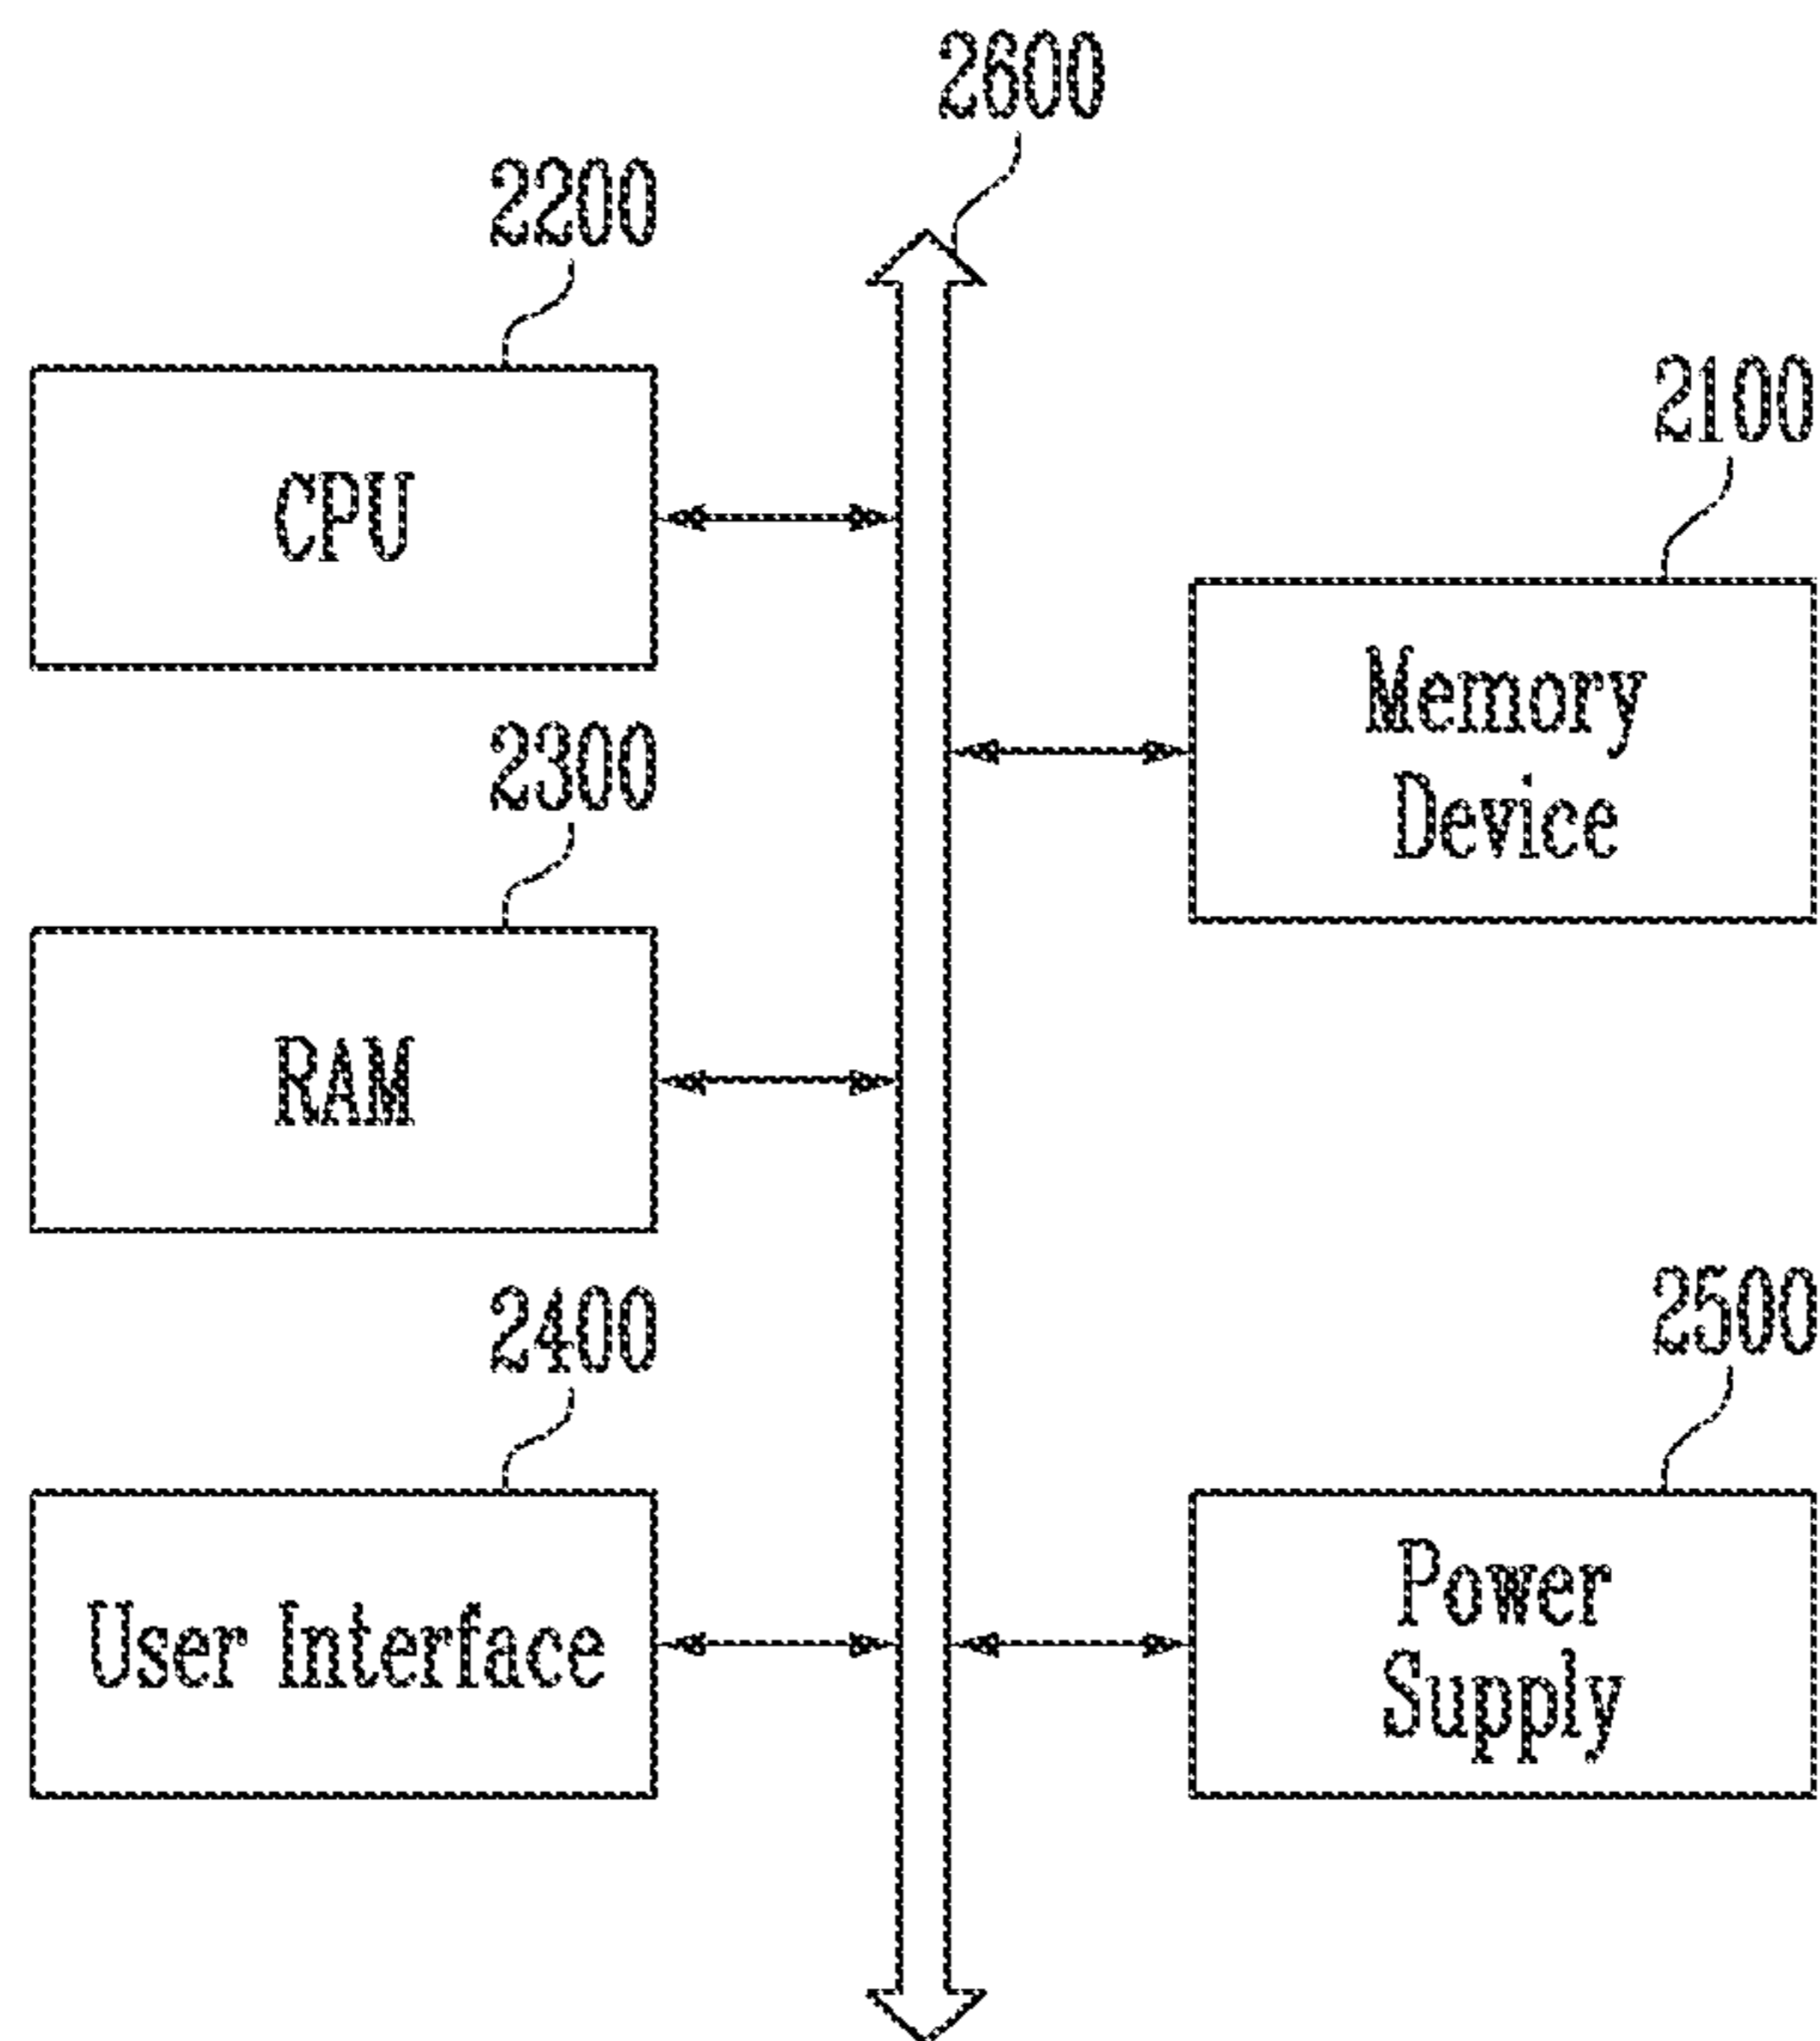 2600
2200
CPU
2100
Memory
Device
2300
RAM
2400
User Interface
2500
Power
Supply